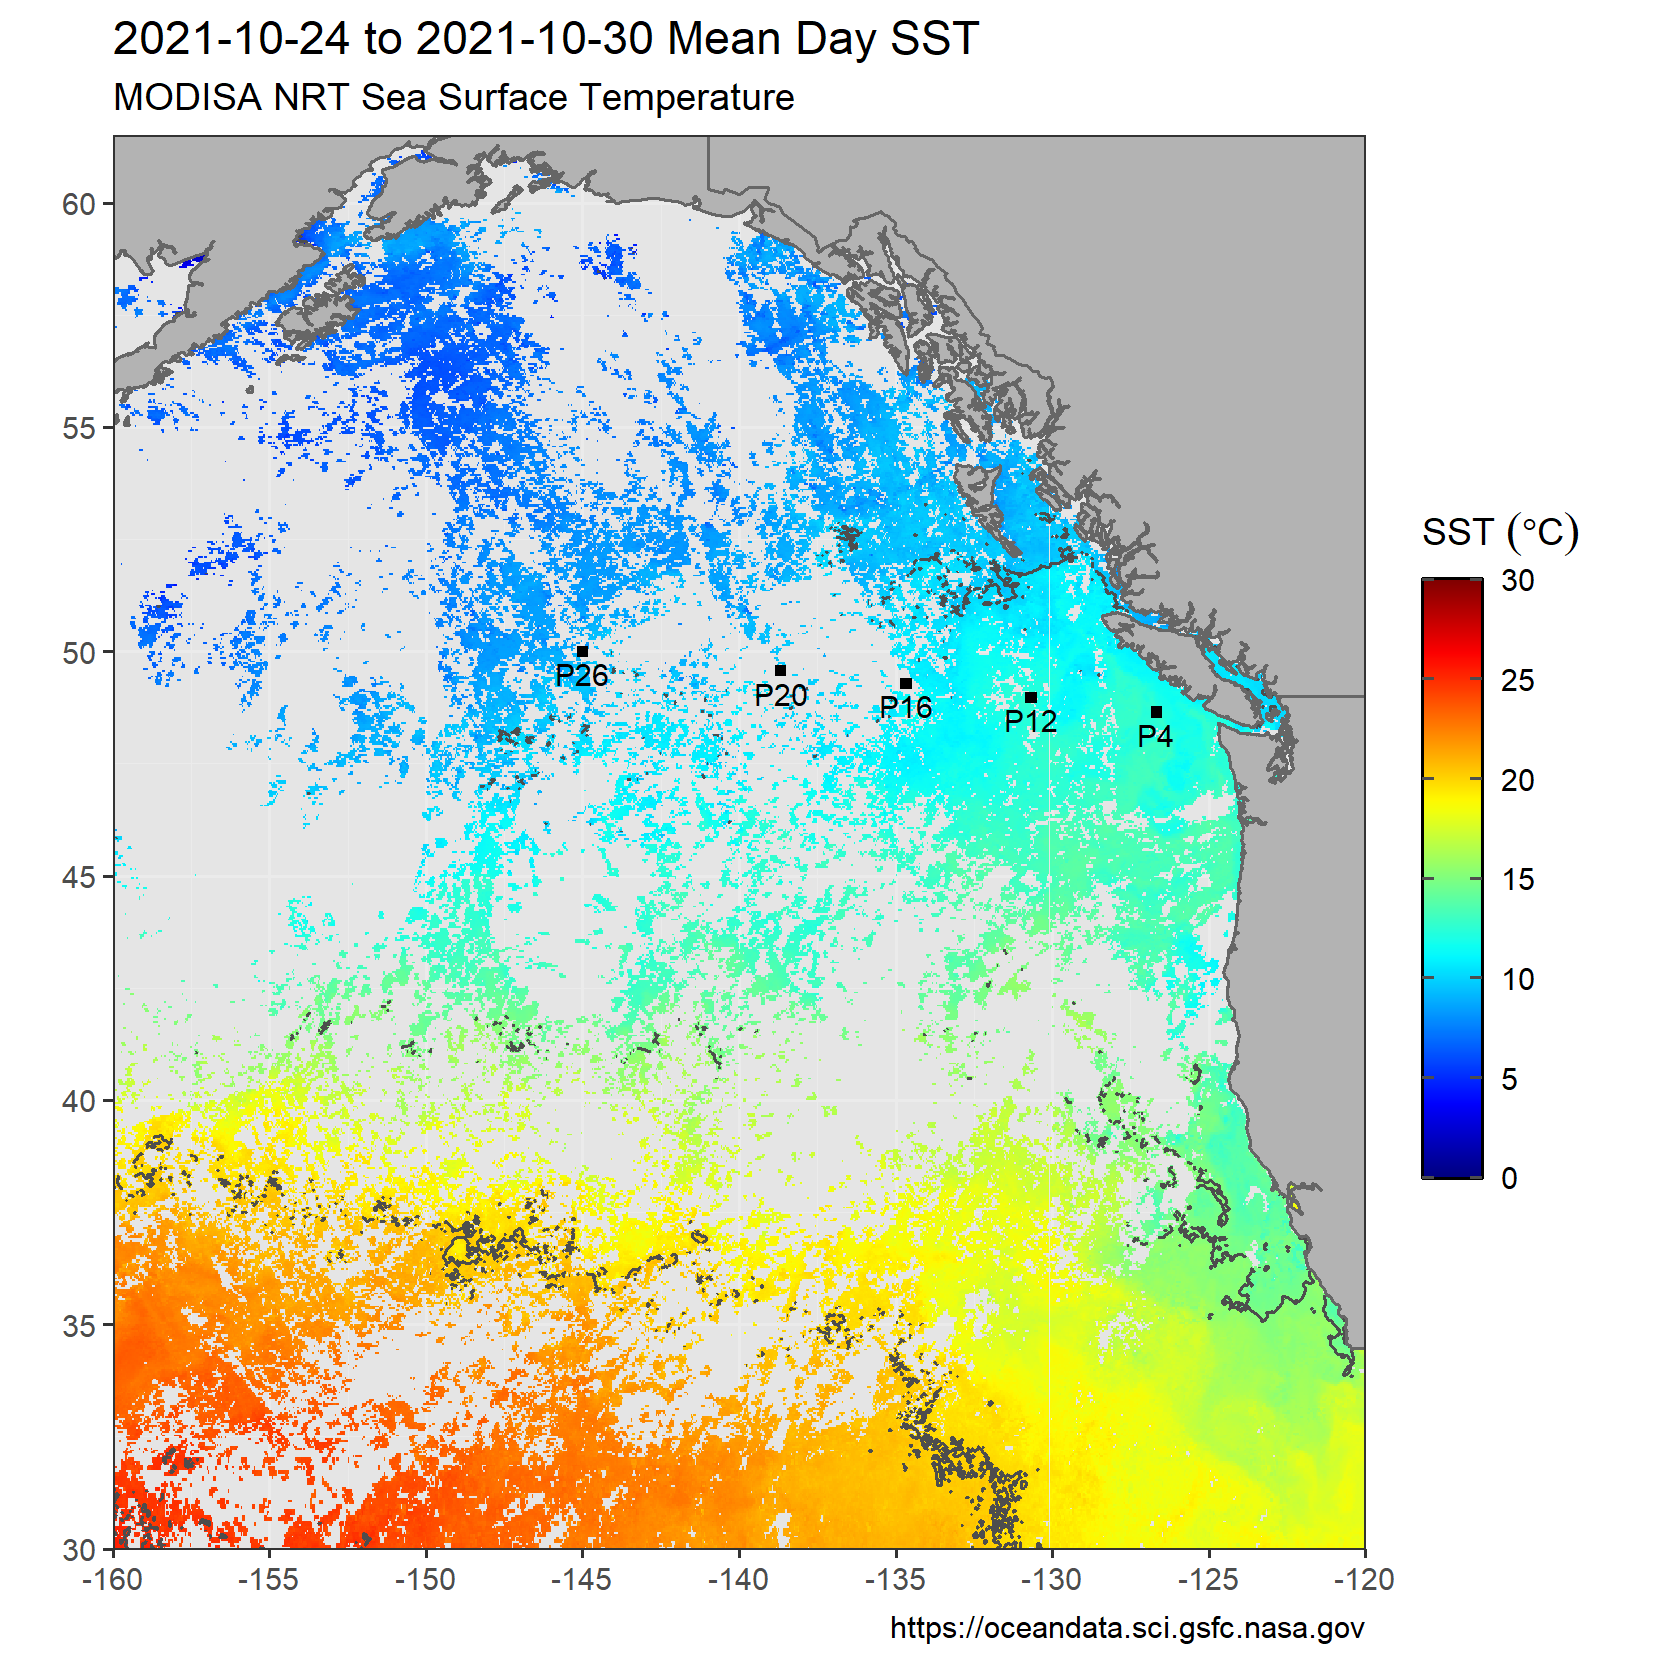 2021-10-24 to 2021-10-30 Mean Day SST
MODISA NRT Sea Surface Temperature
60
55
50
45
40
35
30
P26
P20
P16
P12
P4
-160
-155
-150
-145
-140
-135
-130
-125
-120
SST (°C)
30
25
20
15
10
5
0
https://oceandata.sci.gsfc.nasa.gov